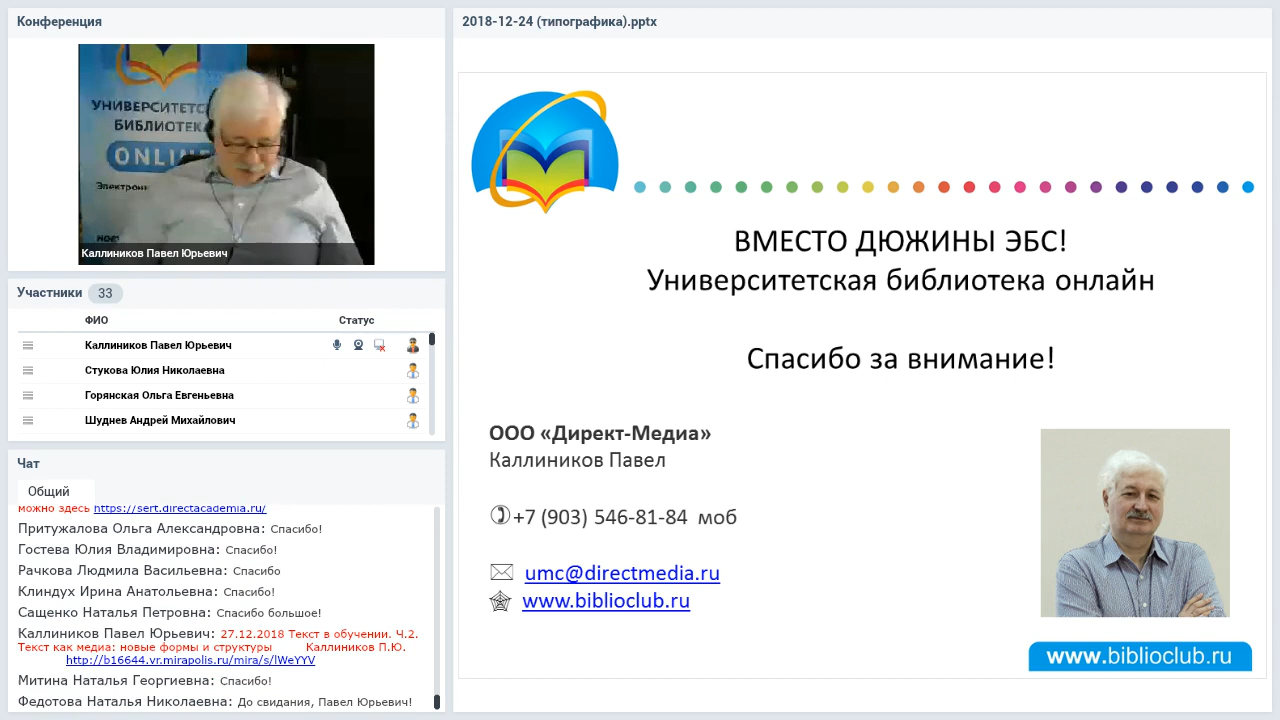 Конференция
УНИВЕРСИТЕТС
БИБЛИОТЕКА
ONLINE
Электронн
Каллиников Павел Юрьевич
Участники 33
ФИО Статус
Каллиников Павел Юрьевич
Стукова Юлия Николаевна
Горянская Ольга Евгеньевна
Шуднев Андрей Михайлович
Чат
Общий
можно здесь https://sert.directacademia.ru/
Притужалова Ольга Александровна: Спасибо!
Гостева Юлия Владимировна: Спасибо!
Рачкова Людмила Васильевна: Спасибо
Клиндух Ирина Анатольевна: Спасибо!
Сащенко Наталья Петровна: Спасибо большое!
Каллиников Павел Юрьевич: 27.12.2018 Текст в обучении. Ч.2.
Текст как медиа: новые формы и структуры Каллиников П.Ю.
http://b16644.vr.mirapolis.ru/mira/s/lWeYYV
Митина Наталья Георгиевна: Спасибо!
Федотова Наталья Николаевна: До свидания, Павел Юрьевич!
2018-12-24 (типографика).pptx
ВМЕСТО ДЮЖИНЫ ЭБС!
Университетская библиотека онлайн
Спасибо за внимание!
ООО «Директ-Медиа»
Каллиников Павел
+7 (903) 546-81-84 моб
umc@directmedia.ru
www.biblioclub.ru
www.biblioclub.ru